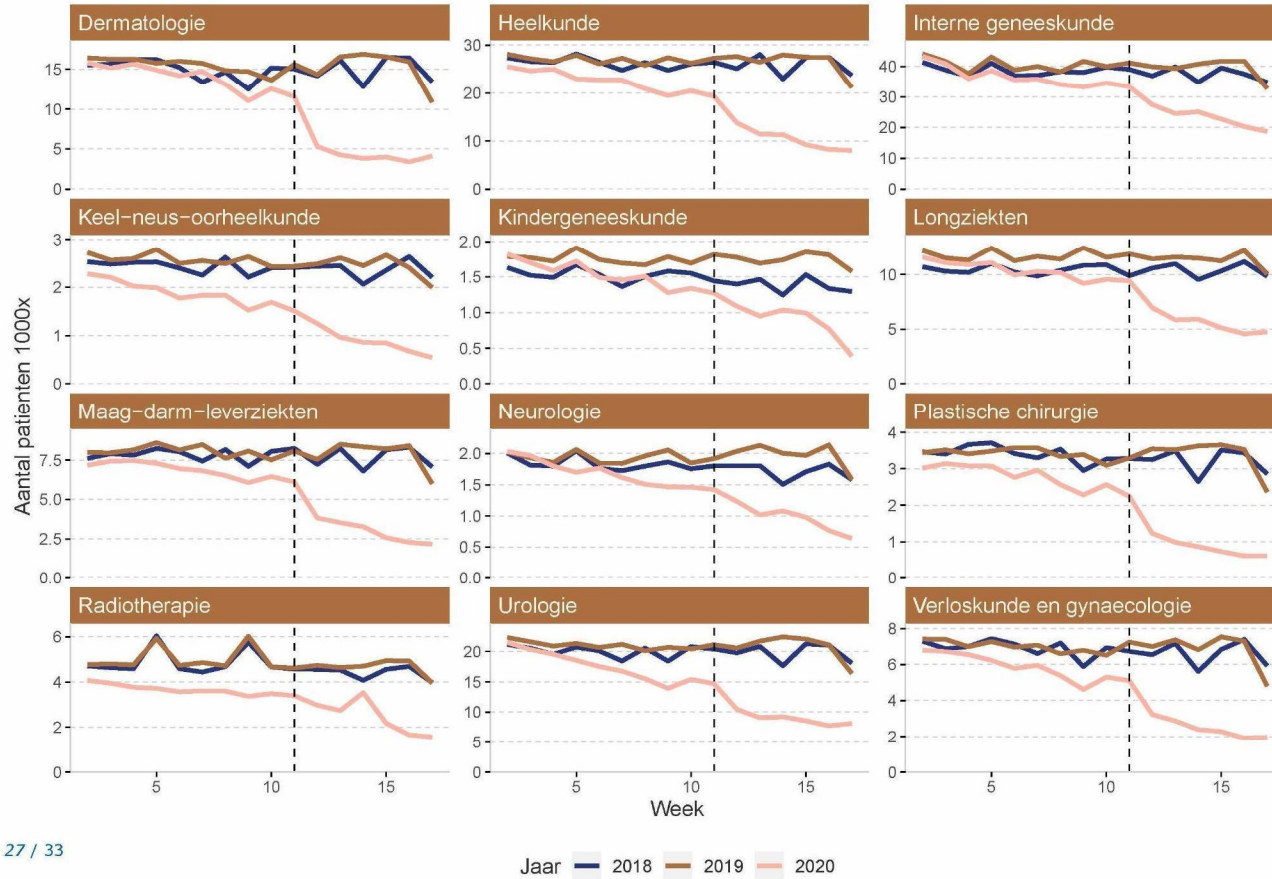 Dermatologie
Heelkunde
Interne geneeskunde
15
10
5
0
30
20
10
0
40
30
20
10
0
Keel-neus-oorheelkunde
Kindergeneeskunde
Longziekten
3
2
1
0
2.0
1.5
1.0
0.5
0.0
10
5
0
Maag-darm-leverziekten
Neurologie
Plastische chirurgie
7.5
5.0
2.5
0.0
2.0
1.5
1.0
0.5
0.0
4
3
2
1
0
Radiotherapie
Urologie
Verloskunde en gynaecologie
6
4
2
0
20
15
10
5
0
8
6
4
2
0
5 10 15
5 10 15
5 10 15
Aantal patienten 1000x
Week
27 / 33
Jaar 2018 2019 2020